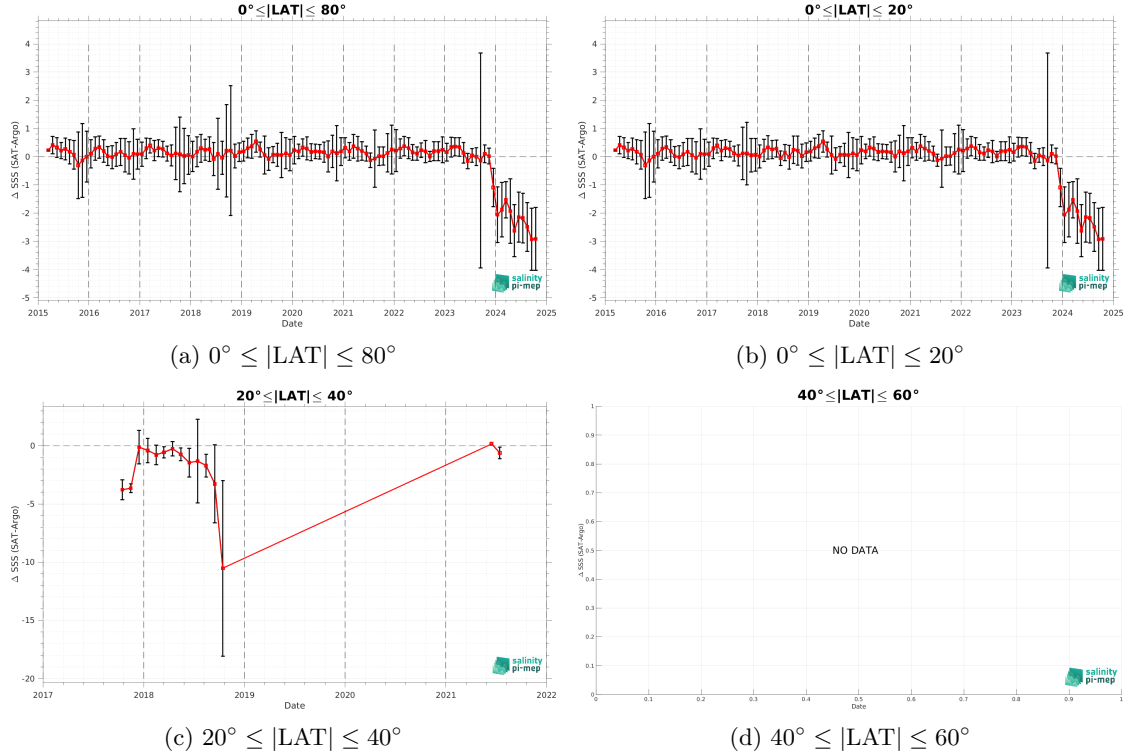 0°≤|LAT|≤ 80°
Δ SSS (SAT-Argo)
4
3
2
1
0
-1
-2
-3
-4
-5
2015 2016 2017 2018 2019 2020 2021 2022 2023 2024 2025
Date
salinity
pi-mep
(a) 0° ≤ |LAT| ≤ 80°
0°≤|LAT|≤ 20°
Δ SSS (SAT-Argo)
4
3
2
1
0
-1
-2
-3
-4
-5
2015 2016 2017 2018 2019 2020 2021 2022 2023 2024 2025
Date
salinity
pi-mep
(b) 0° ≤ |LAT| ≤ 20°
20°≤|LAT|≤ 40°
Δ SSS (SAT-Argo)
0
-5
-10
-15
-20
2017 2018 2019 2020 2021 2022
Date
salinity
pi-mep
(c) 20° ≤ |LAT| ≤ 40°
40°≤|LAT|≤ 60°
Δ SSS (SAT-Argo)
1
0.9
0.8
0.7
0.6
0.5
0.4
0.3
0.2
0.1
0
NO DATA
0 0.1 0.2 0.3 0.4 0.5 0.6 0.7 0.8 0.9 1
Date
salinity
pi-mep
(d) 40° ≤ |LAT| ≤ 60°